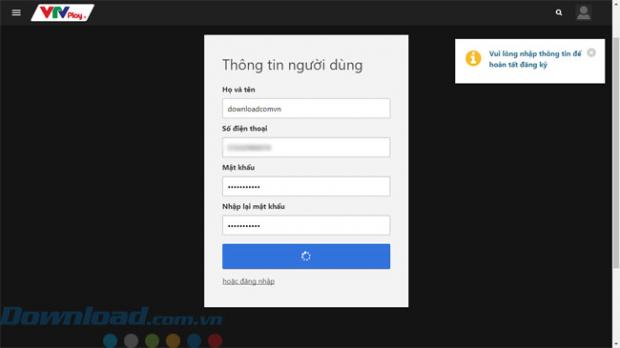 VTV Play
Thông tin người dùng
Vui lòng nhập thông tin để
hoàn tất đăng ký
Họ và tên
downloadcomvn
Số điện thoại
Mật khẩu
•••••••••••
Nhập lại mật khẩu
•••••••••••
hoặc đăng nhập
Download.com.vn